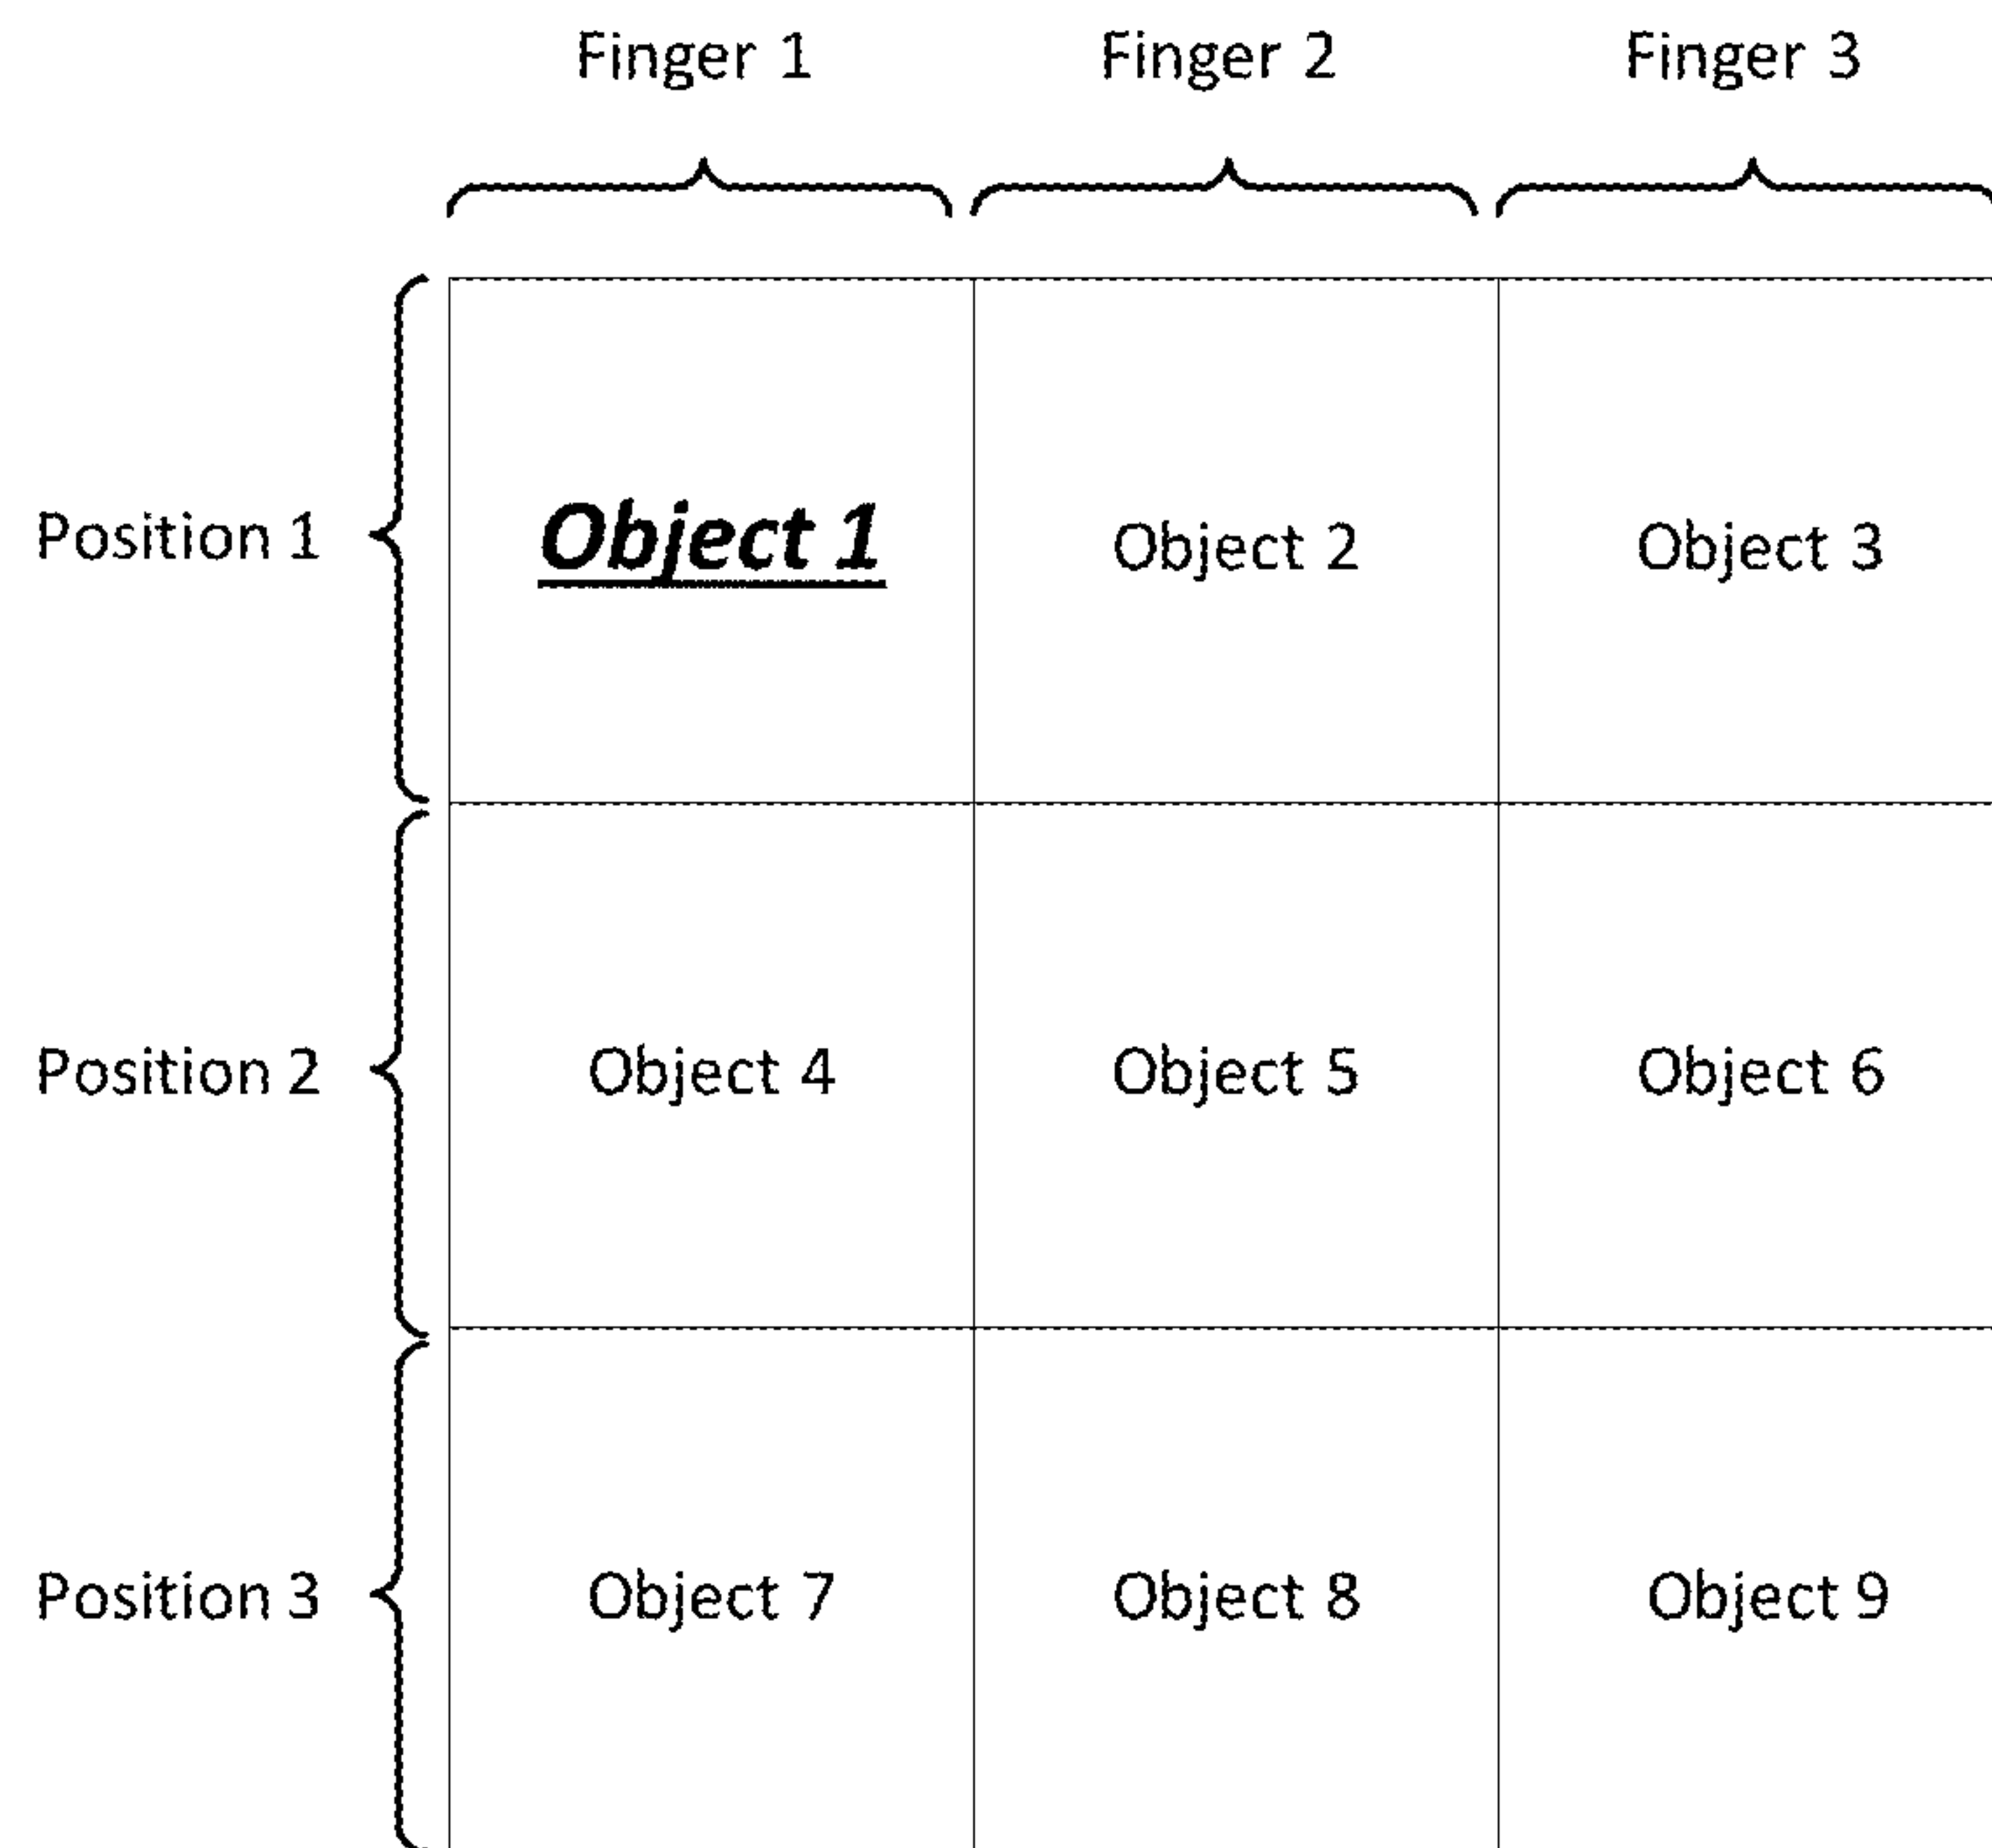 Finger 1 Finger 2 Finger 3
Position 1 Object 1 Object 2 Object 3
Position 2 Object 4 Object 5 Object 6
Position 3 Object 7 Object 8 Object 9